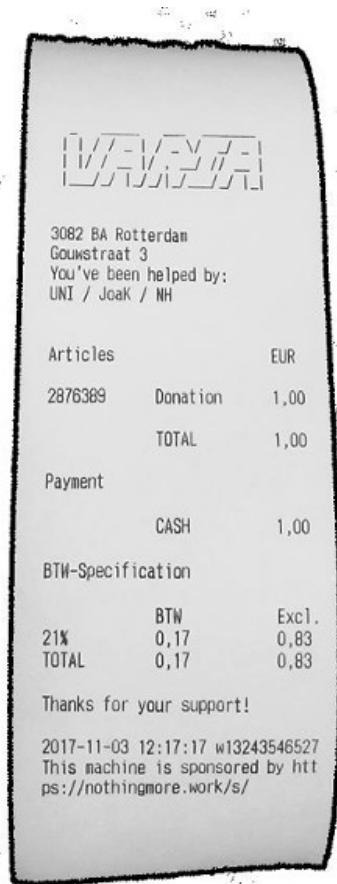 VARIA
3082 BA Rotterdam
Gouwstraat 3
You've been helped by:
UNI / JoaK / NH
Articles EUR
2876389 Donation 1,00
TOTAL 1,00
Payment
CASH 1,00
BTW-Specification
BTW Excl.
21% 0,17 0,83
TOTAL 0,17 0,83
Thanks for your support!
2017-11-03 12:17:17 w13243546527
This machine is sponsored by htt
ps://nothingmore.work/s/